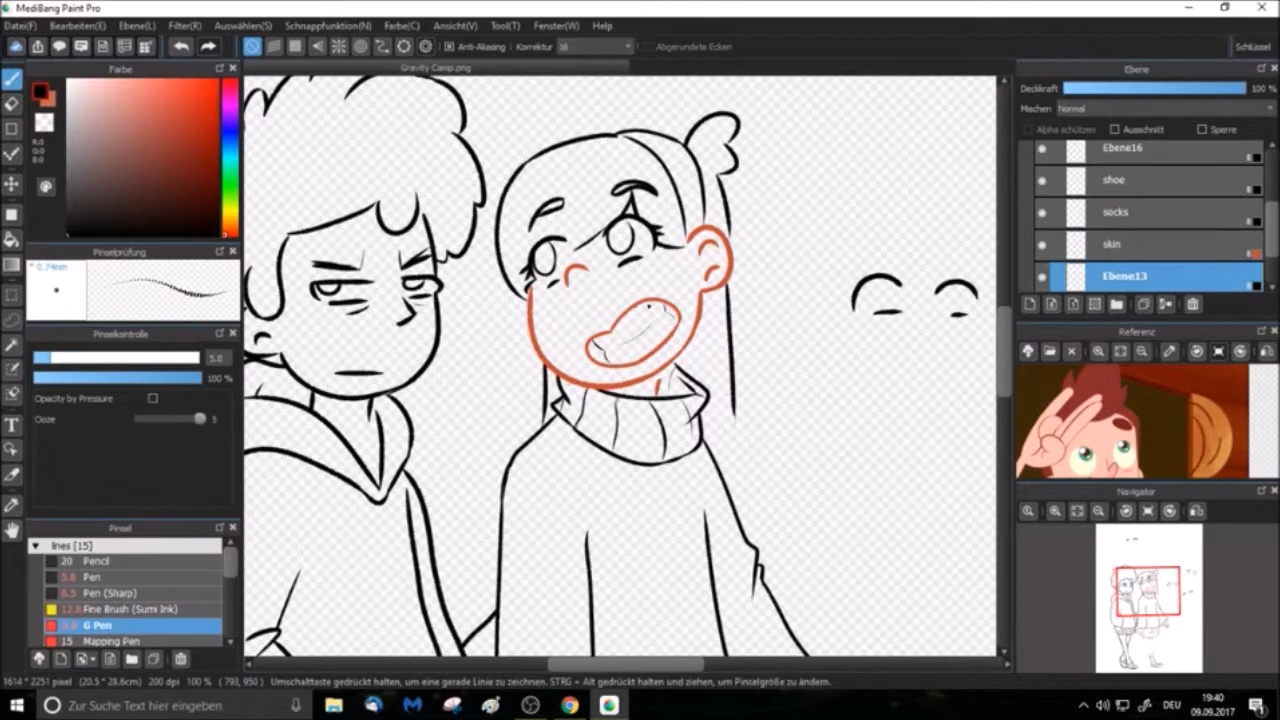 MediBang Paint Pro
Datei(F) Bearbeiten(E) Ebene(L) Filter(R) Auswählen(S) Schnappfunktion(N) Farbe(C) Ansicht(V) Tool(T) Fenster(W) Help
Anti-Aliasing Korrektur 16 Abgerundete Ecken Schlüssel
Farbe Gravity Camp.png Ebene
Deckkraft 100 %
Mischen Normal
Alpha schützen Ausschnitt Sperre
R:0
G:0
B:0
Ebene16
shoe
socks
skin
Ebene13
Pinselprüfung
0.74mm
Pinselkontrolle
5.8
100 %
Opacity by Pressure
Ooze 5
Referenz
Navigator
Pinsel
lines [15]
20 Pencil
5.8 Pen
6.5 Pen (Sharp)
12.8 Fine Brush (Sumi Ink)
G Pen
15 Mapping Pen
1614 * 2251 pixel (20.5 * 28.6cm) 200 dpi 100 % ( 793, 950 ) Umschalttaste gedrückt halten, um eine gerade Linie zu zeichnen. STRG + Alt gedrückt halten und ziehen, um Pinselgröße zu ändern.
Zur Suche Text hier eingeben
DEU
19:40
09.09.2017